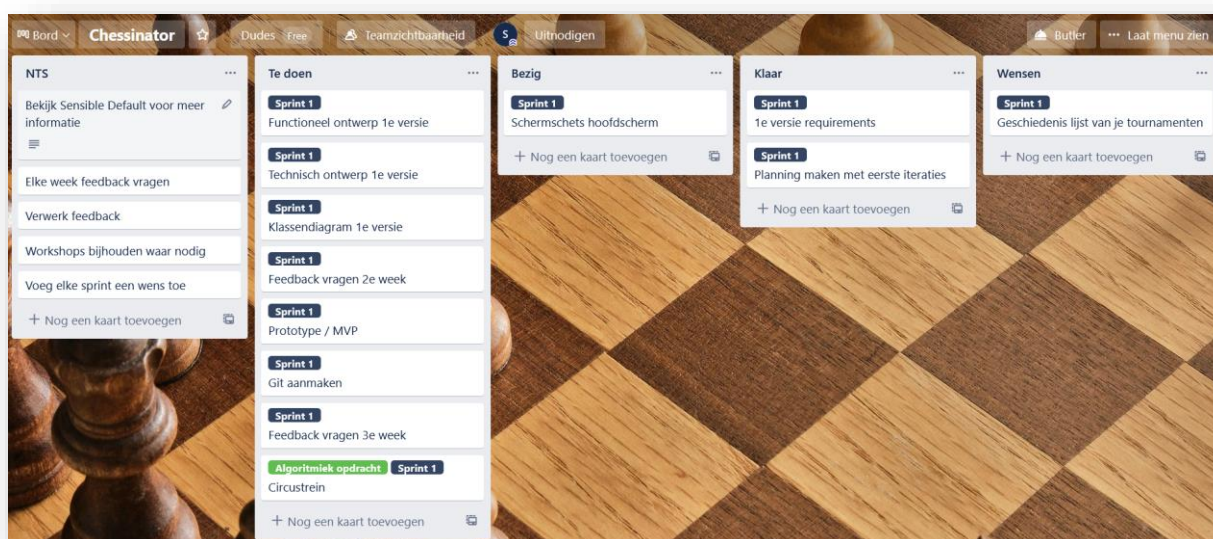 Bord
Chessinator
Dudes Free
Teamzichtbaarheid
S
Uitnodigen
Butler
Laat menu zien
NTS
Bekijk Sensible Default voor meer
informatie
Elke week feedback vragen
Verwerk feedback
Workshops bijhouden waar nodig
Voeg elke sprint een wens toe
+ Nog een kaart toevoegen
Te doen
Sprint 1
Functioneel ontwerp 1e versie
Sprint 1
Technisch ontwerp 1e versie
Sprint 1
Klassendiagram 1e versie
Sprint 1
Feedback vragen 2e week
Sprint 1
Prototype / MVP
Sprint 1
Git aanmaken
Sprint 1
Feedback vragen 3e week
Algoritmiek opdracht Sprint 1
Circustrein
+ Nog een kaart toevoegen
Bezig
Sprint 1
Schermschets hoofdscherm
+ Nog een kaart toevoegen
Klaar
Sprint 1
1e versie requirements
Sprint 1
Planning maken met eerste iteraties
+ Nog een kaart toevoegen
Wensen
Sprint 1
Geschiedenis lijst van je tournamenten
+ Nog een kaart toevoegen